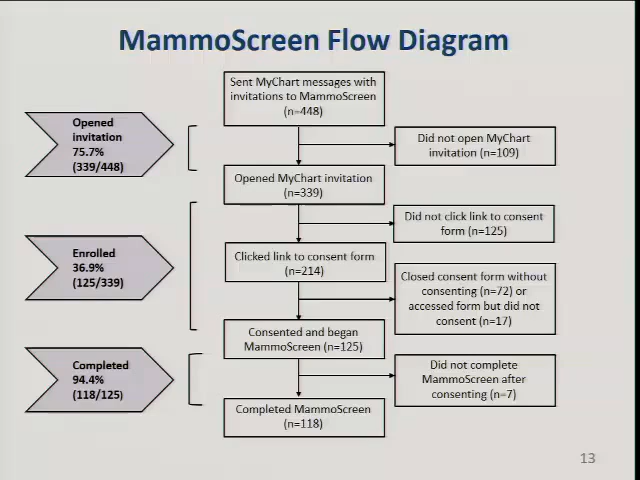 MammoScreen Flow Diagram
Sent MyChart messages with
invitations to MammoScreen
(n=448)
Opened
invitation
75.7%
(339/448)
Did not open MyChart
invitation (n=109)
Opened MyChart invitation
(n=339)
Did not click link to consent
form (n=125)
Enrolled
36.9%
(125/339)
Clicked link to consent form
(n=214)
Closed consent form without
consenting (n=72) or
accessed form but did not
consent (n=17)
Consented and began
MammoScreen (n=125)
Completed
94.4%
(118/125)
Did not complete
MammoScreen after
consenting (n=7)
Completed MammoScreen
(n=118)
13